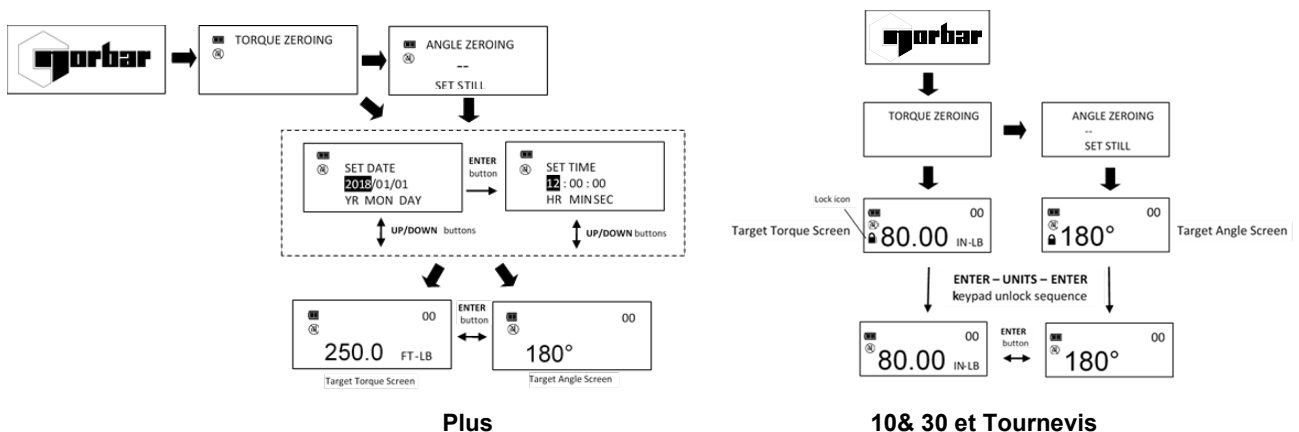 norbar
TORQUE ZEROING
ANGLE ZEROING
--
SET STILL
SET DATE
2018/01/01
YR MON DAY
ENTER
button
SET TIME
12 : 00 : 00
HR MIN SEC
UP/DOWN buttons
UP/DOWN buttons
00
250.0 FT-LB
Target Torque Screen
ENTER
button
00
180°
Target Angle Screen
Plus
norbar
TORQUE ZEROING
ANGLE ZEROING
--
SET STILL
Lock icon
Target Torque Screen
00
80.00 IN-LB
00
180°
Target Angle Screen
ENTER – UNITS – ENTER
keypad unlock sequence
00
80.00 IN-LB
ENTER
button
00
180°
10& 30 et Tournevis